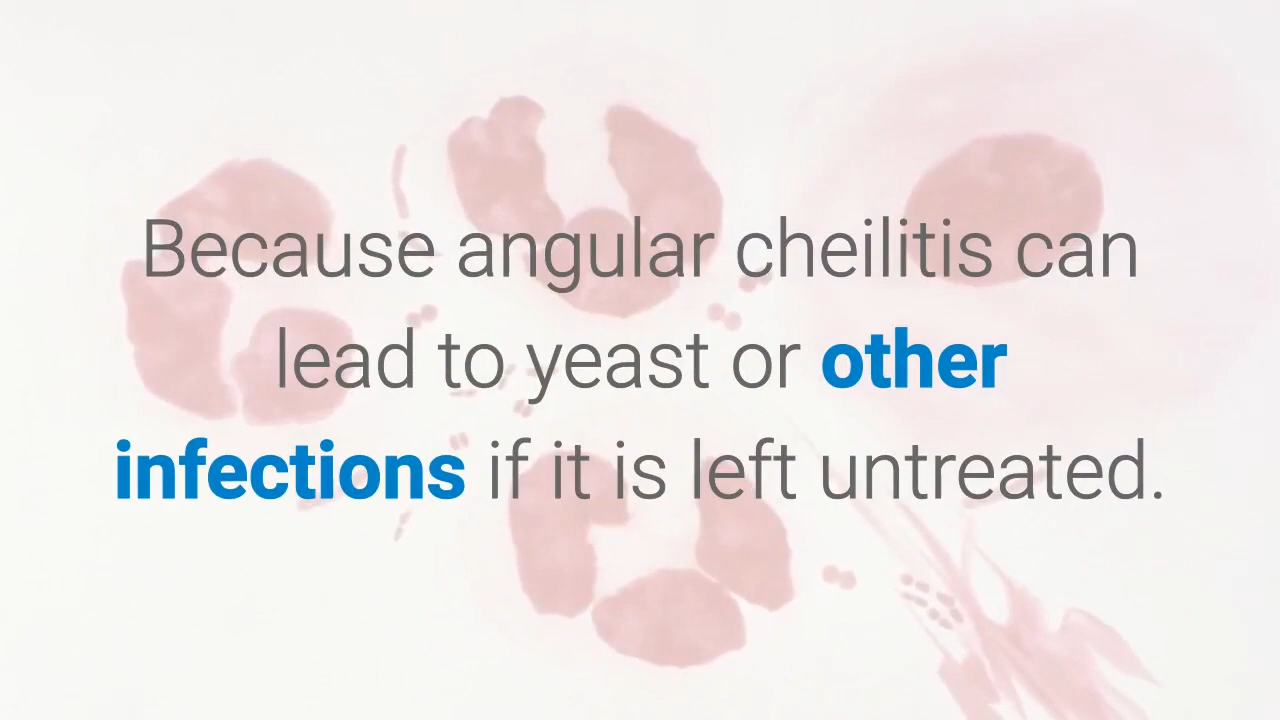 Because angular cheilitis can
lead to yeast or other
infections if it is left untreated.